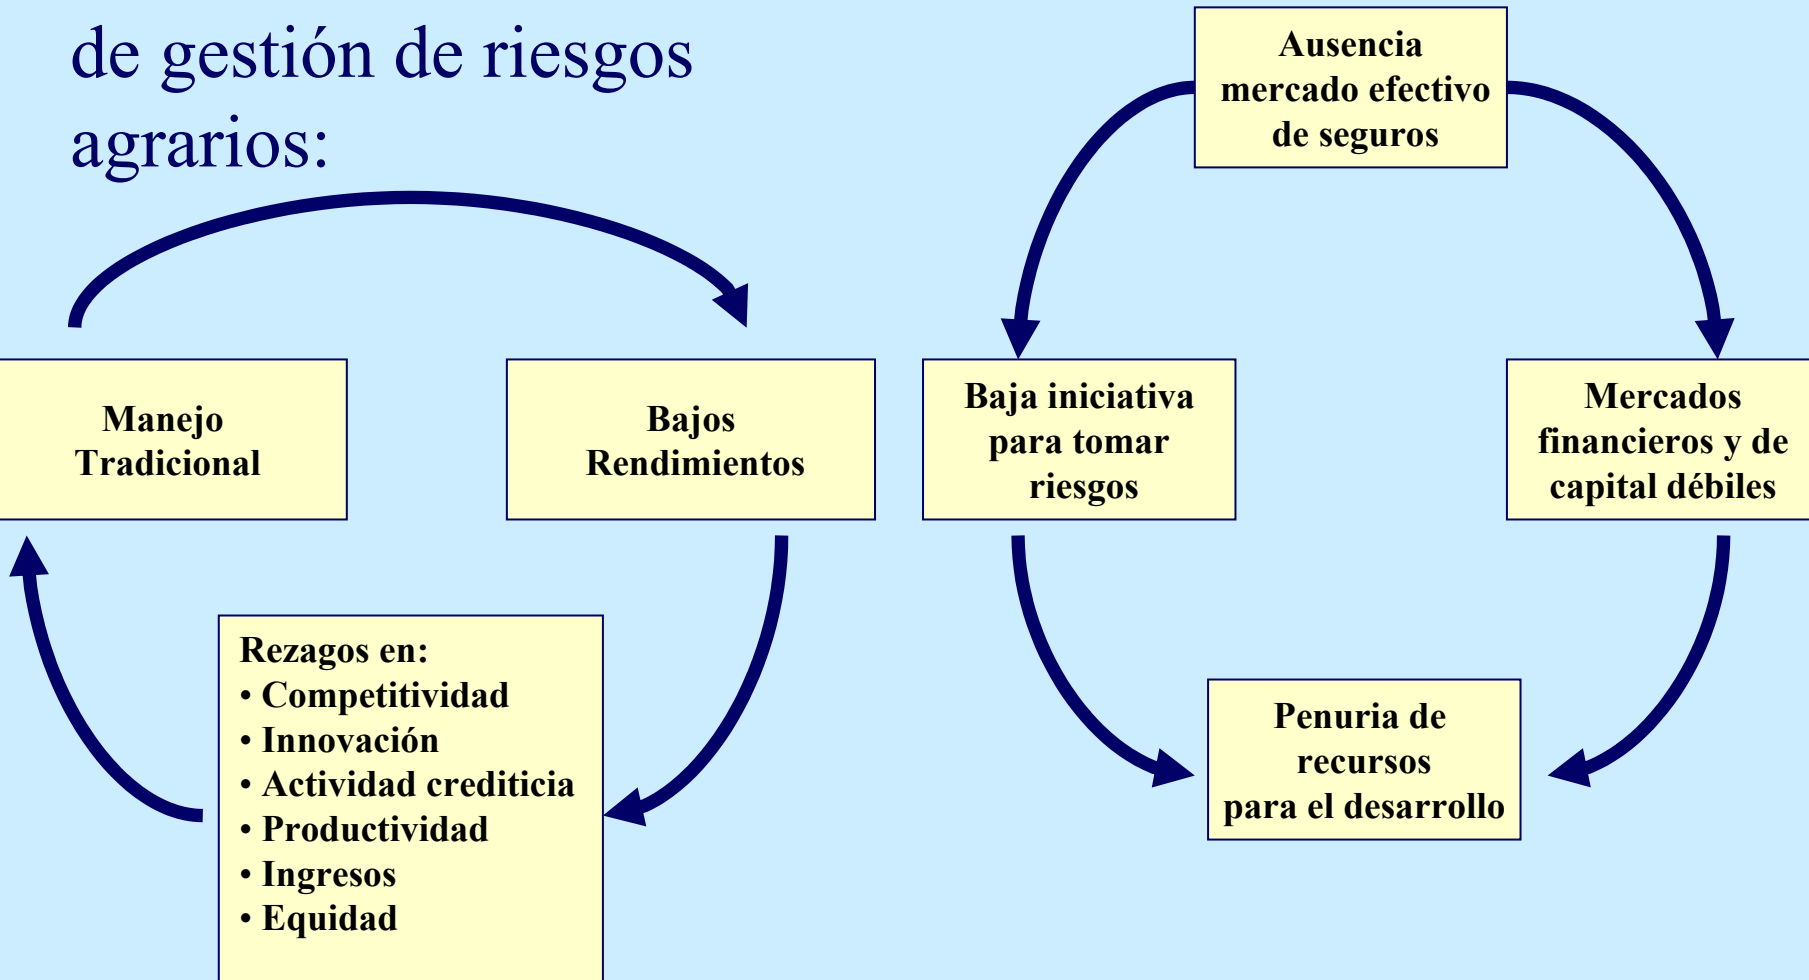 de gestión de riesgos
agrarios:
Ausencia
mercado efectivo
de seguros
Manejo
Tradicional
Bajos
Rendimientos
Baja iniciativa
para tomar
riesgos
Mercados
financieros y de
capital débiles
Rezagos en:
• Competitividad
• Innovación
• Actividad crediticia
• Productividad
• Ingresos
• Equidad
Penuria de
recursos
para el desarrollo